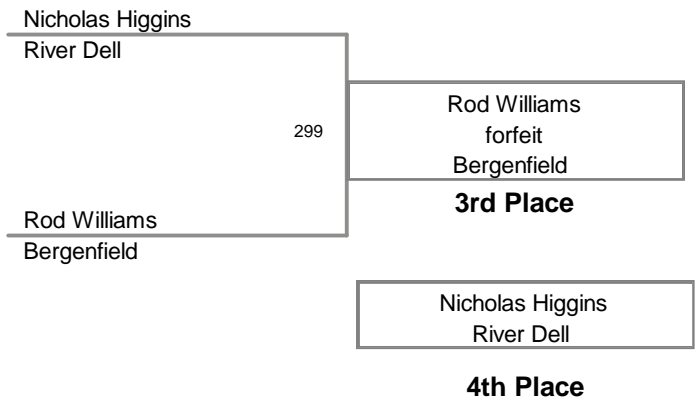 Nicholas Higgins
River Dell
299
Rod Williams
forfeit
Bergenfield
3rd Place
Rod Williams
Bergenfield
Nicholas Higgins
River Dell
4th Place